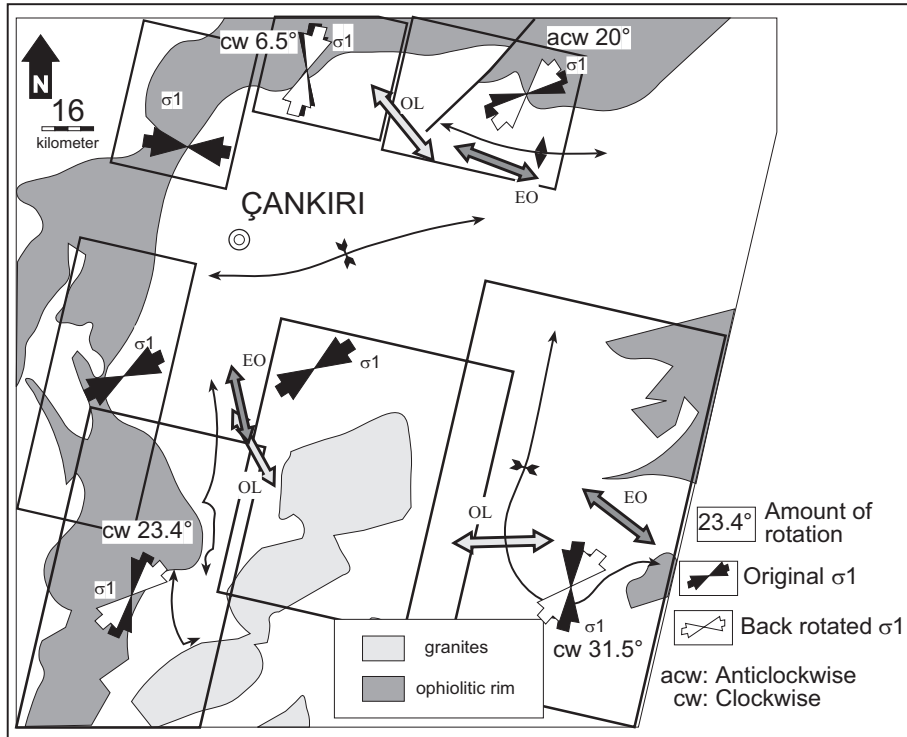 cw 6.5°
σ1
acw 20°
σ1
N
σ1
OL
16
kilometer
EO
ÇANKIRI
σ1
EO
σ1
OL
EO
OL
cw 23.4°
23.4° Amount of
rotation
σ1
Original σ1
σ1
cw 31.5°
Back rotated σ1
granites
ophiolitic rim
acw: Anticlockwise
cw: Clockwise